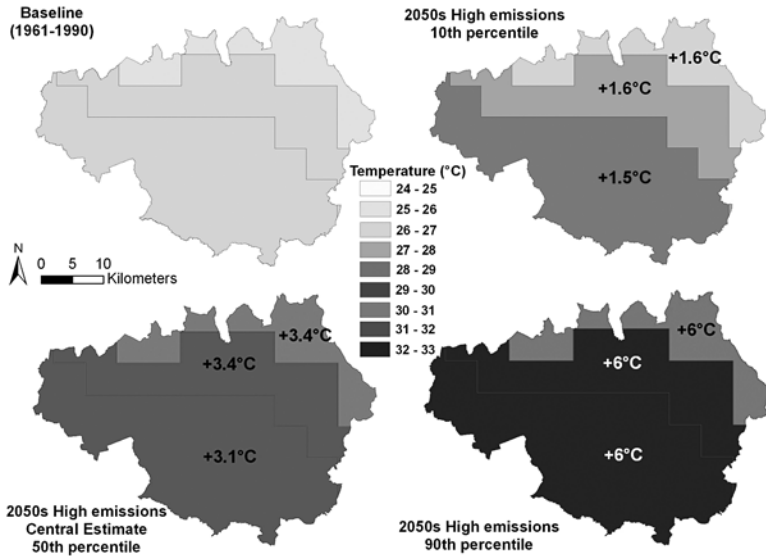 Baseline
(1961-1990)
2050s High emissions
10th percentile
+1.6°C
+1.6°C
+1.5°C
Temperature (°C)
24 - 25
25 - 26
26 - 27
27 - 28
28 - 29
29 - 30
30 - 31
31 - 32
32 - 33
N
0 5 10
Kilometers
+3.4°C
+3.4°C
+3.1°C
2050s High emissions
Central Estimate
50th percentile
+6°C
+6°C
+6°C
2050s High emissions
90th percentile